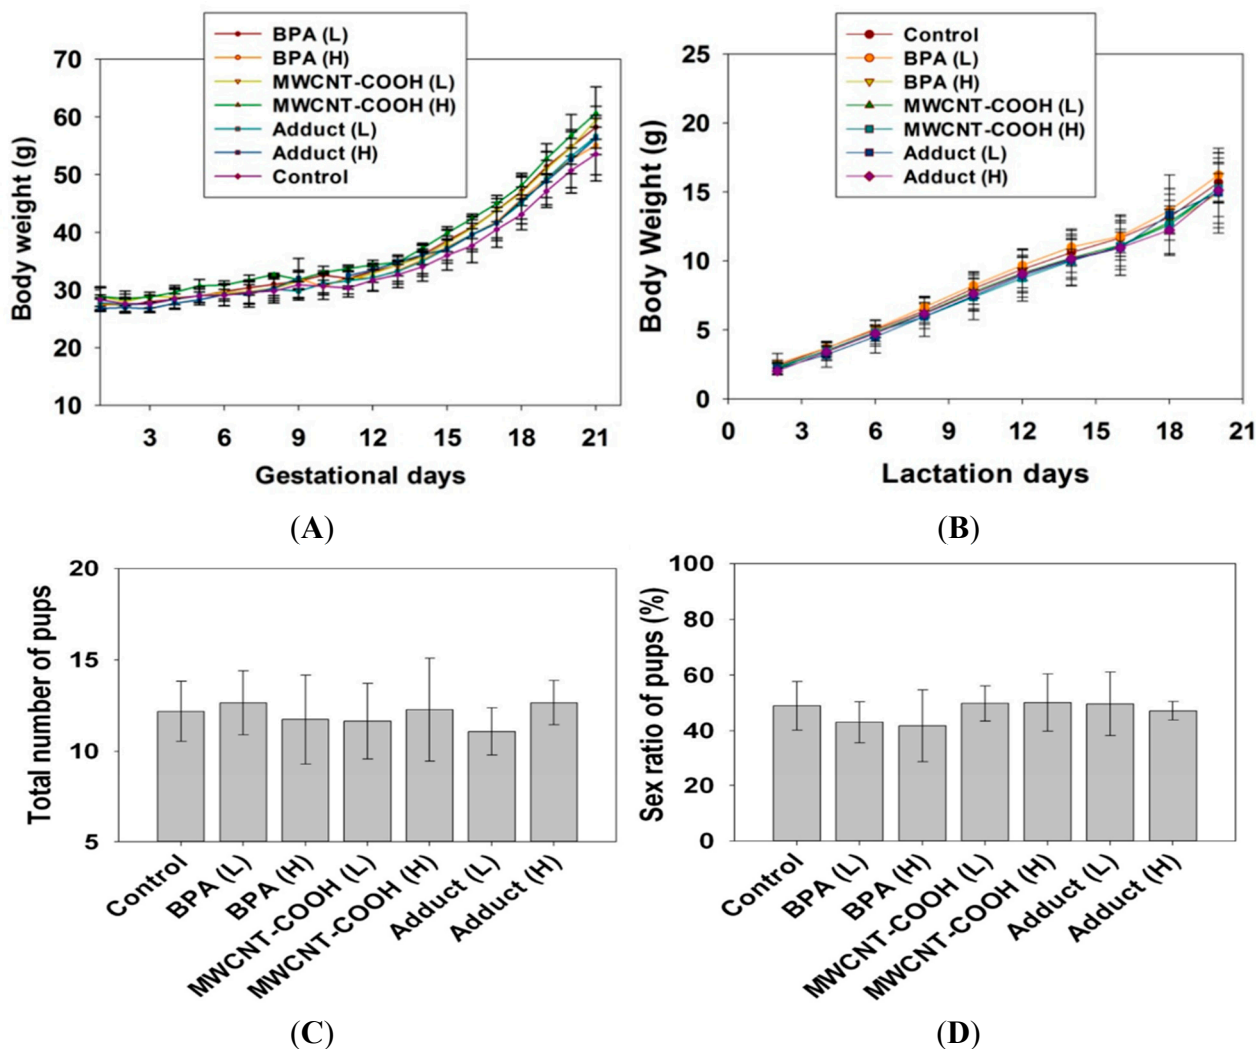 BPA (L)
BPA (H)
MWCNT-COOH (L)
MWCNT-COOH (H)
Adduct (L)
Adduct (H)
Control
70
60
50
40
30
20
10
Body weight (g)
3 6 9 12 15 18 21
Gestational days
(A)
Control
BPA (L)
BPA (H)
MWCNT-COOH (L)
MWCNT-COOH (H)
Adduct (L)
Adduct (H)
25
20
15
10
5
0
Body Weight (g)
0 3 6 9 12 15 18 21
Lactation days
(B)
20
15
10
5
Total number of pups
Control
BPA (L)
BPA (H)
MWCNT-COOH (L)
MWCNT-COOH (H)
Adduct (L)
Adduct (H)
(C)
100
80
60
40
20
0
Sex ratio of pups (%)
Control
BPA (L)
BPA (H)
MWCNT-COOH (L)
MWCNT-COOH (H)
Adduct (L)
Adduct (H)
(D)